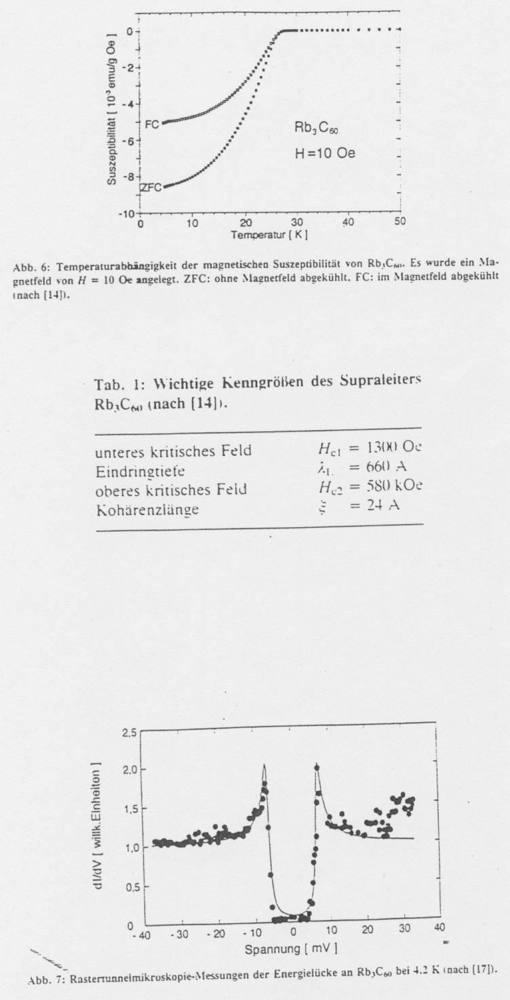 0
-2
-4
-6
-8
-10
Suszeptibilität [ 10³ emu/g Oe ]
FC
ZFC
Rb₃C₆₀
H=10 Oe
0 10 20 30 40 50
Temperatur [ K ]
Abb. 6: Temperaturabhängigkeit der magnetischen Suszeptibilität von Rb₃C₆₀. Es wurde ein Ma-
gnetfeld von H = 10 Oe angelegt. ZFC: ohne Magnetfeld abgekühlt, FC: im Magnetfeld abgekühlt
(nach [14]).
Tab. 1: Wichtige Kenngrößen des Supraleiters
Rb₃C₆₀ (nach [14]).
unteres kritisches Feld Hc1 = 1300 Oe
Eindringtiefe λL = 660 A
oberes kritisches Feld Hc2 = 580 kOe
Kohärenzlänge ξ = 24 A
2,5
2.0
1.5
1,0
0.5
0
dI/dV [ willk.Einheiten ]
-40 -30 -20 -10 0 10 20 30 40
Spannung [ mV ]
Abb. 7: Rastertunnelmikroskopie-Messungen der Energielücke an Rb₃C₆₀ bei 4.2 K (nach [17]).